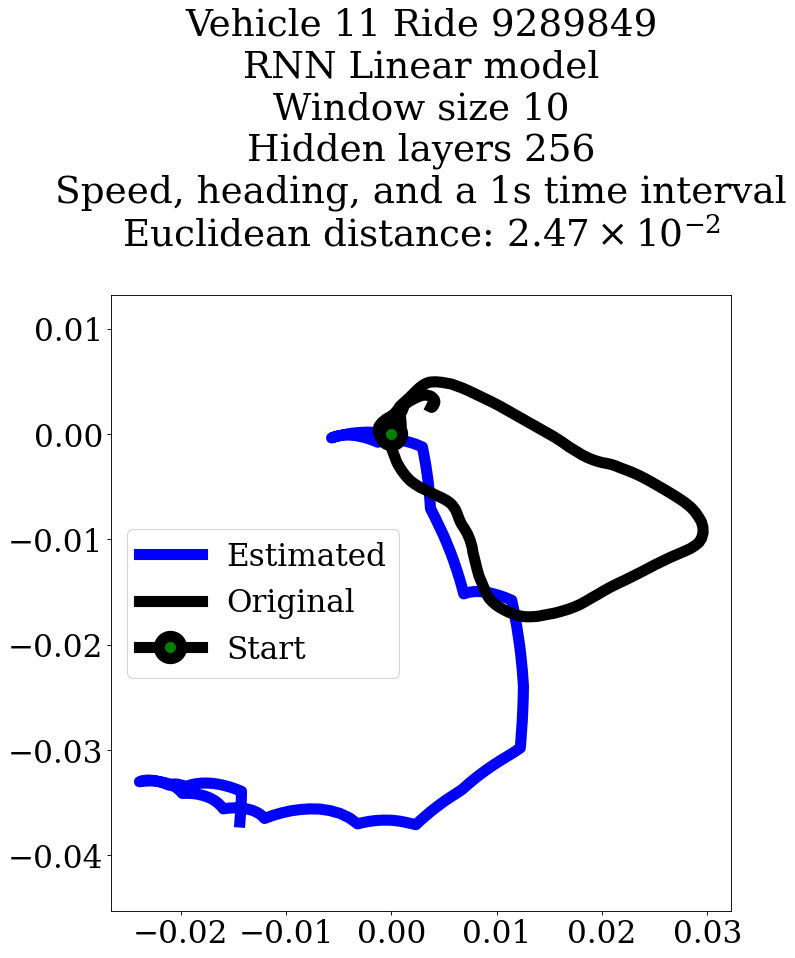 Vehicle 11 Ride 9289849
RNN Linear model
Window size 10
Hidden layers 256
Speed, heading, and a 1s time interval
Euclidean distance: 2.47 × 10⁻²
0.01
0.00
−0.01
−0.02
−0.03
−0.04
Estimated
Original
Start
−0.02 −0.01 0.00 0.01 0.02 0.03